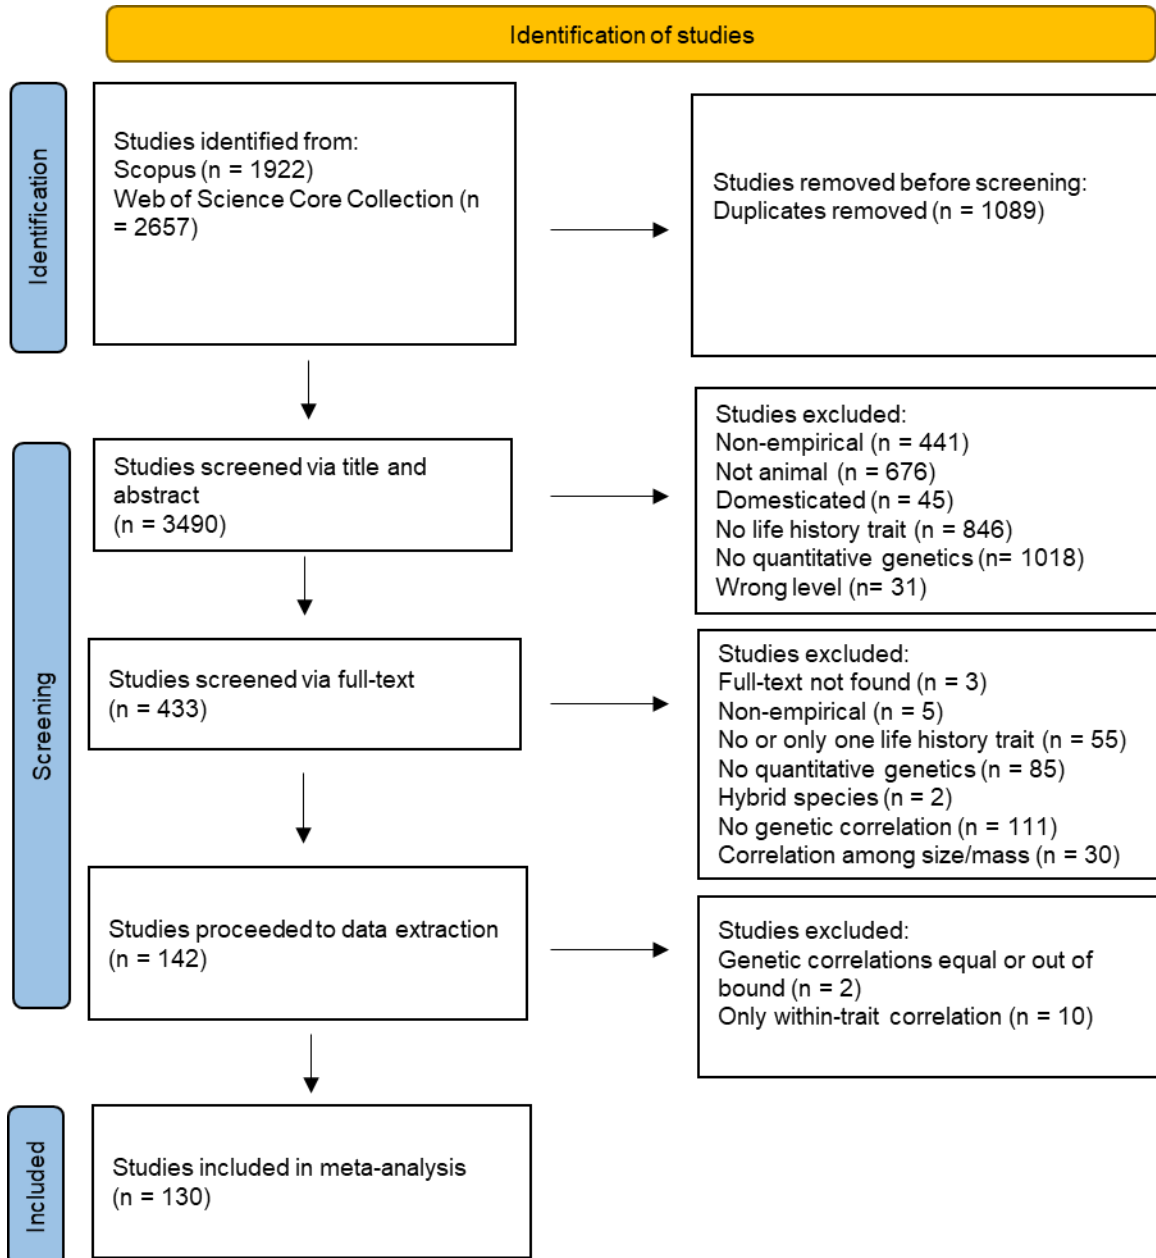 Identification of studies
Identification
Studies identified from:
Scopus (n = 1922)
Web of Science Core Collection (n
= 2657)
Studies removed before screening:
Duplicates removed (n = 1089)
Screening
Studies screened via title and
abstract
(n = 3490)
Studies excluded:
Non-empirical (n = 441)
Not animal (n = 676)
Domesticated (n = 45)
No life history trait (n = 846)
No quantitative genetics (n= 1018)
Wrong level (n= 31)
Studies screened via full-text
(n = 433)
Studies excluded:
Full-text not found (n = 3)
Non-empirical (n = 5)
No or only one life history trait (n = 55)
No quantitative genetics (n = 85)
Hybrid species (n = 2)
No genetic correlation (n = 111)
Correlation among size/mass (n = 30)
Studies proceeded to data extraction
(n = 142)
Studies excluded:
Genetic correlations equal or out of
bound (n = 2)
Only within-trait correlation (n = 10)
Included
Studies included in meta-analysis
(n = 130)